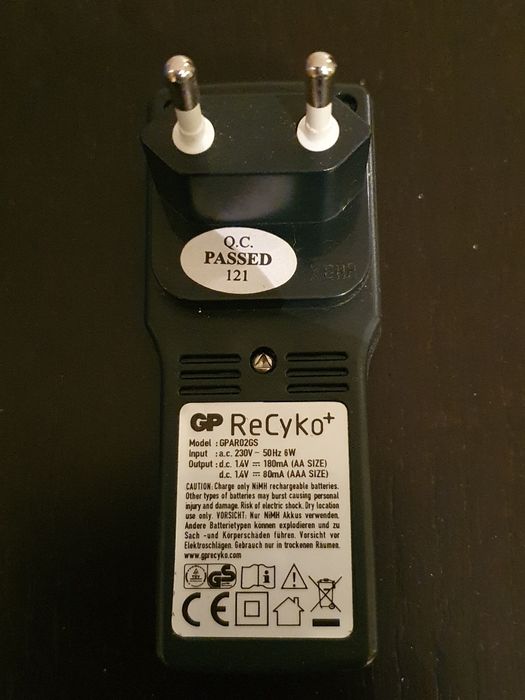 Q.C.
PASSED
121
GP ReCyko+
Model : GPAR02GS
Input : a.c. 230V ~ 50Hz 6W
Output : d.c. 1.4V ⎓ 180mA (AA SIZE)
d.c. 1.4V ⎓ 80mA (AAA SIZE)
CAUTION: Charge only NiMH rechargeable batteries.
Other types of batteries may burst causing personal
injury and damage. Risk of electric shock. Dry location
use only. VORSICHT: Nur NiMH Akkus verwenden.
Andere Batterietypen können explodieren und zu
Sach -und Körperschäden führen. Vorsicht vor
Elektroschlägen. Gebrauch nur in trockenen Räumen.
www.gprecyko.com
GS
CE